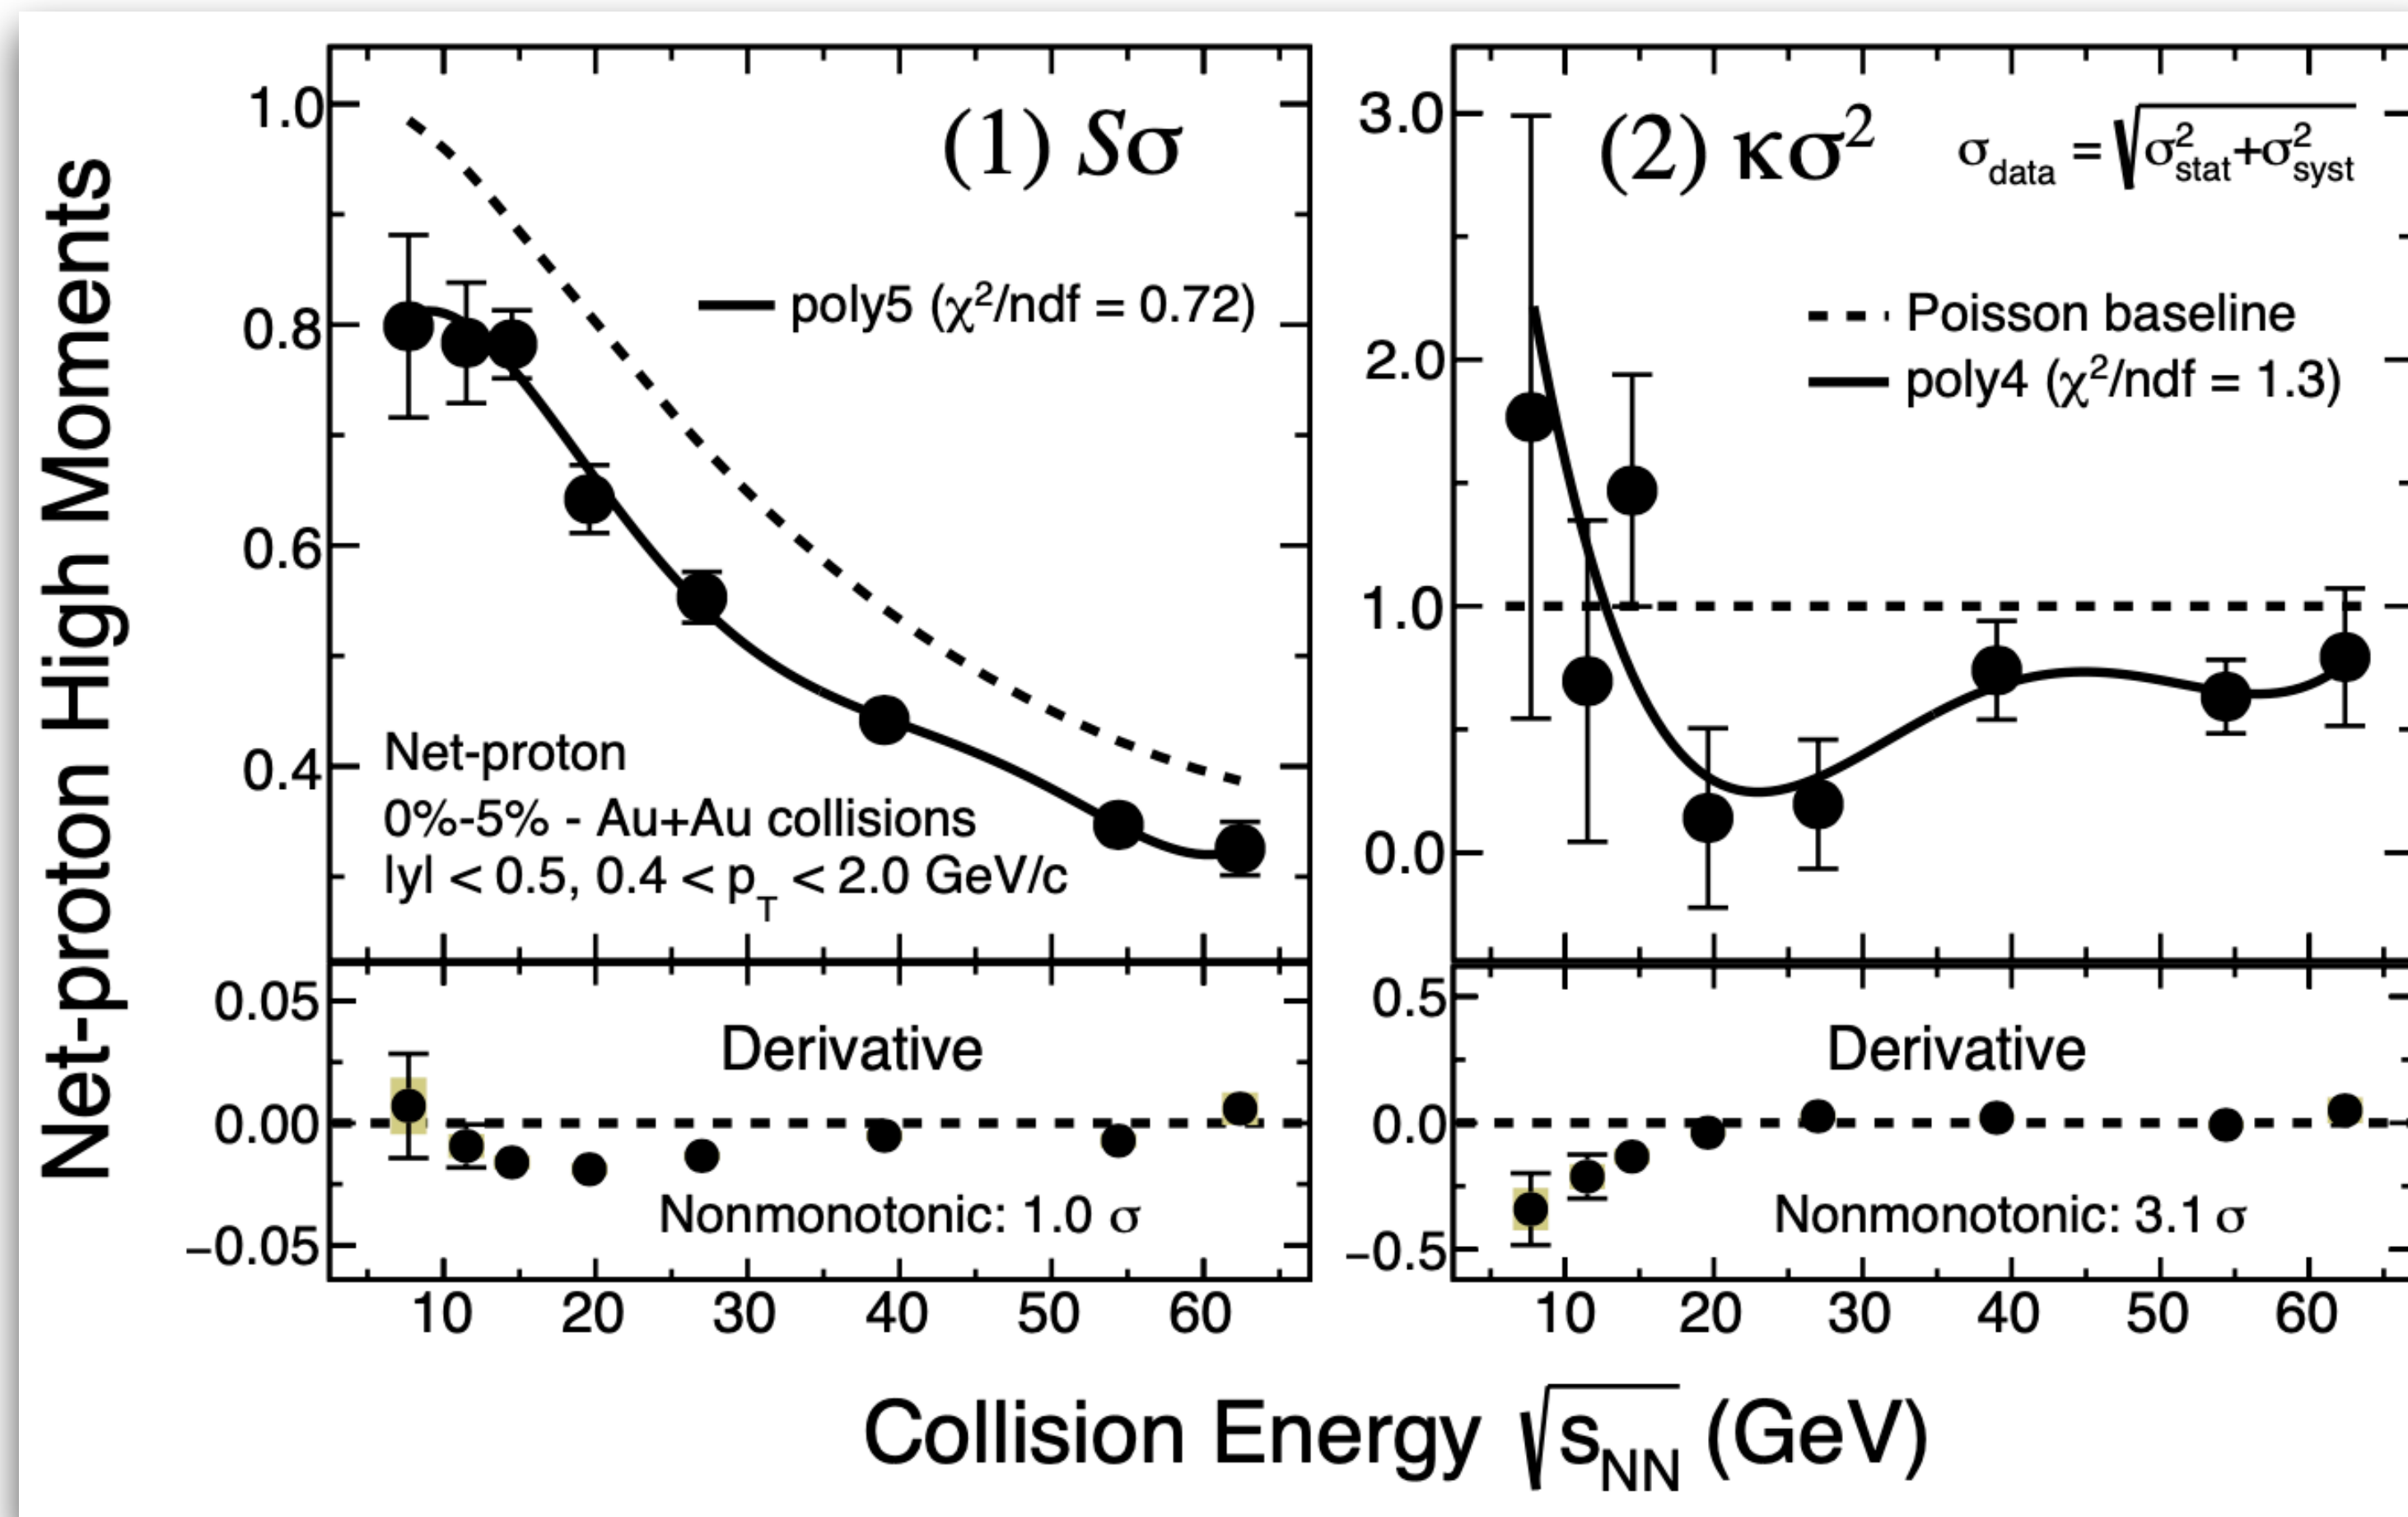 Net-proton High Moments
1.0
0.8
0.6
0.4
(1) Sσ
poly5 (χ²/ndf = 0.72)
Net-proton
0%-5% - Au+Au collisions
|y| < 0.5, 0.4 < p_T < 2.0 GeV/c
0.05
0.00
−0.05
Derivative
Nonmonotonic: 1.0 σ
10 20 30 40 50 60
3.0
2.0
1.0
0.0
(2) κσ² σ_data = √σ²_stat+σ²_syst
Poisson baseline
poly4 (χ²/ndf = 1.3)
0.5
0.0
−0.5
Derivative
Nonmonotonic: 3.1 σ
10 20 30 40 50 60
Collision Energy √s_NN (GeV)